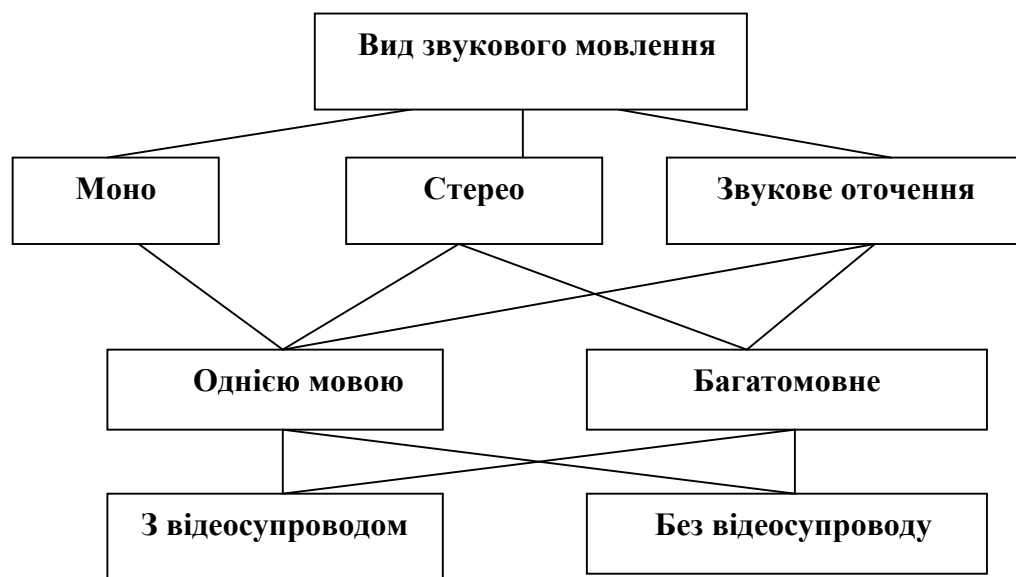 Вид звукового мовлення
Моно
Стерео
Звукове оточення
Однією мовою
Багатомовне
З відеосупроводом
Без відеосупроводу